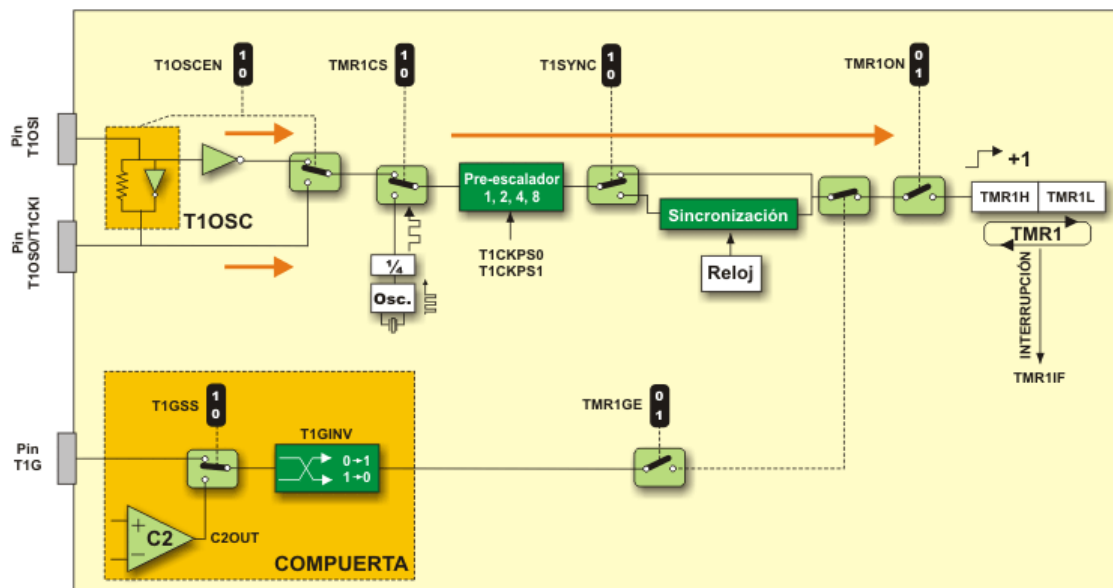 T1OSCEN 1 0
TMR1CS 1 0
T1SYNC 1 0
TMR1ON 0 1
Pin T1OSI
T1OSC
Pin T1OSO/T1CKI
Pre-escalador
1, 2, 4, 8
T1CKPS0
T1CKPS1
¼
Osc.
Sincronización
Reloj
+1
TMR1H TMR1L
TMR1
INTERRUPCIÓN
TMR1IF
T1GSS 1 0
T1GINV
0→1
1→0
TMR1GE 0 1
Pin
T1G
+
−
C2
C2OUT
COMPUERTA